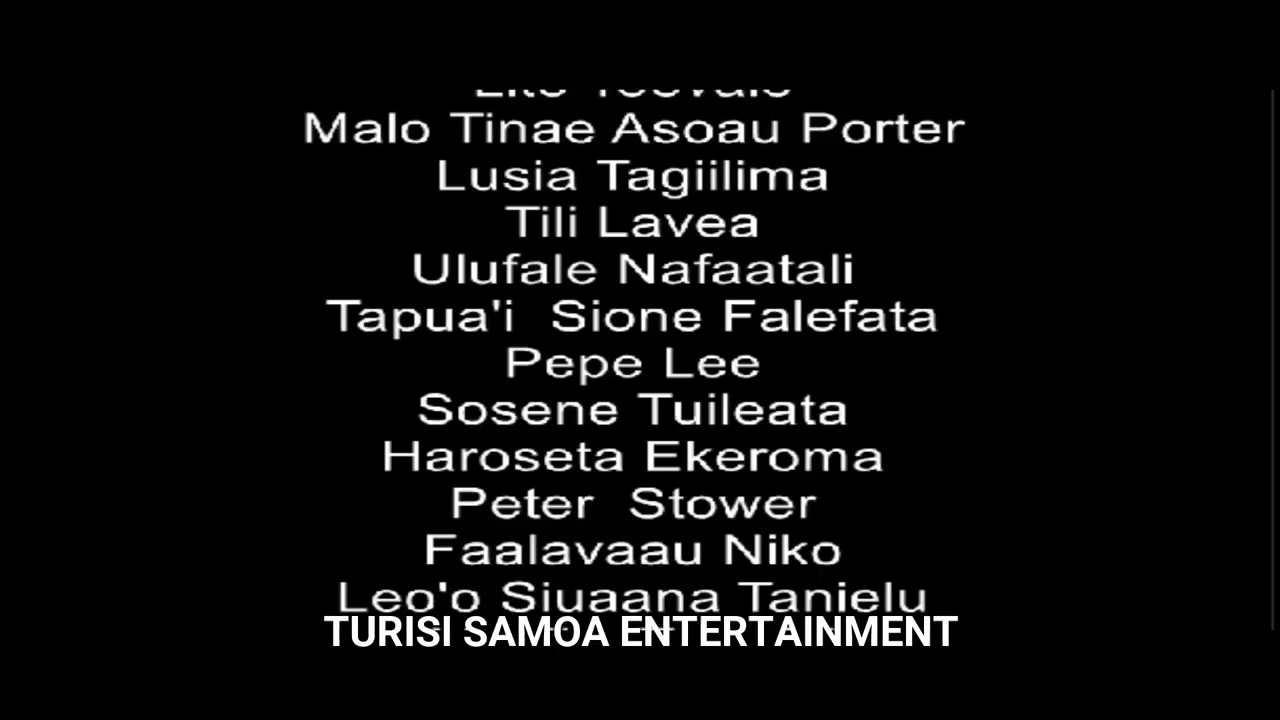 Malo Tinae Asoau Porter
Lusia Tagiilima
Tili Lavea
Ulufale Nafaatali
Tapua'i Sione Falefata
Pepe Lee
Sosene Tuileata
Haroseta Ekeroma
Peter Stower
Faalavaau Niko
Leo'o Siuaana Tanielu
TURISI SAMOA ENTERTAINMENT